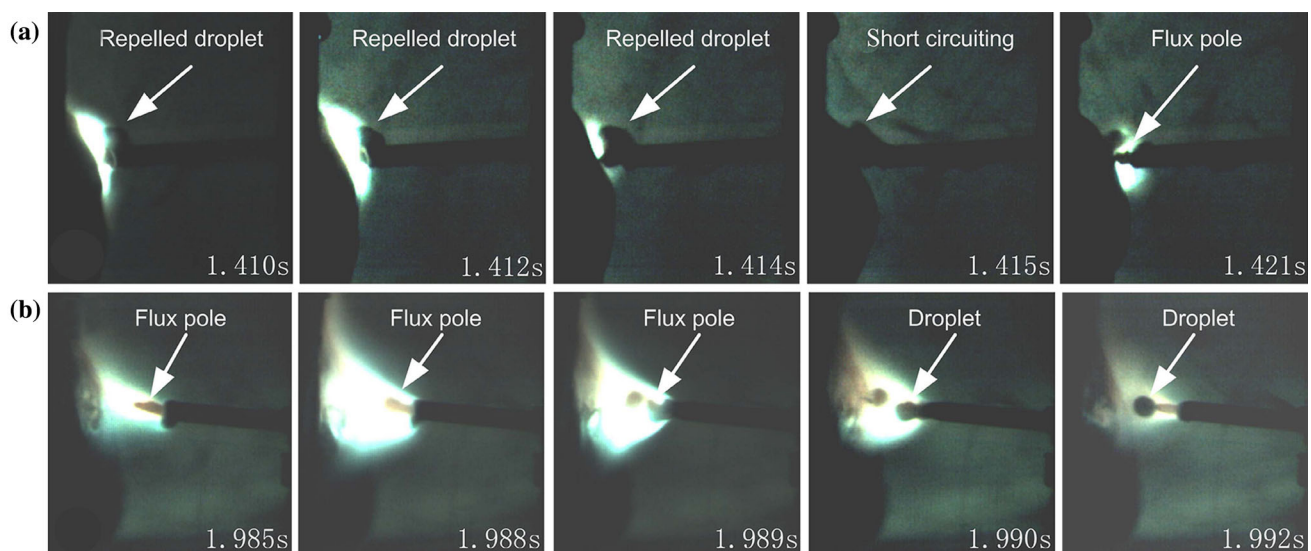 (a)
Repelled droplet
Repelled droplet
Repelled droplet
Short circuiting
Flux pole
1.410s
1.412s
1.414s
1.415s
1.421s
(b)
Flux pole
Flux pole
Flux pole
Droplet
Droplet
1.985s
1.988s
1.989s
1.990s
1.992s